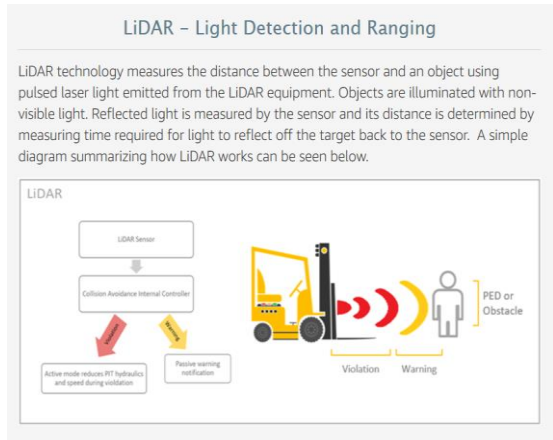 LiDAR – Light Detection and Ranging
LiDAR technology measures the distance between the sensor and an object using
pulsed laser light emitted from the LiDAR equipment. Objects are illuminated with non-
visible light. Reflected light is measured by the sensor and its distance is determined by
measuring time required for light to reflect off the target back to the sensor. A simple
diagram summarizing how LiDAR works can be seen below.
LiDAR
LiDAR Sensor
Collision Avoidance Internal Controller
Violation
Warning
Active mode reduces PIT hydraulics
and speed during violdation
Passive warning
notification
PED or
Obstacle
Violation
Warning